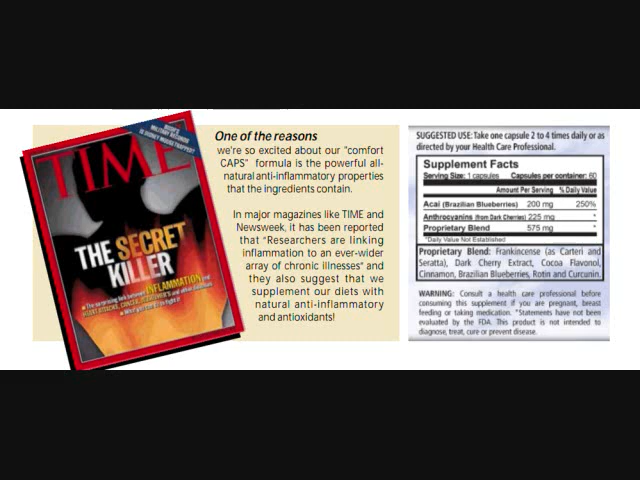 TIME
THE SECRET
KILLER
INFLAMMATION
One of the reasons
we're so excited about our "comfort
CAPS" formula is the powerful all-
natural anti-inflammatory properties
that the ingredients contain.
In major magazines like TIME and
Newsweek, it has been reported
that "Researchers are linking
inflammation to an ever-wider
array of chronic illnesses" and
they also suggest that we
supplement our diets with
natural anti-inflammatory
and antioxidants!
SUGGESTED USE: Take one capsule 2 to 4 times daily or as
directed by your Health Care Professional.
Supplement Facts
Serving Size: 1 capsules Capsules per container: 60
Amount Per Serving % Daily Value
Acai (Brazilian Blueberries) 200 mg 250%
Anthrocyanins (from Dark Cherries) 225 mg *
Proprietary Blend 575 mg *
*Daily Value Not Established
Proprietary Blend: Frankincense (as Carteri and
Seratta), Dark Cherry Extract, Cocoa Flavonol,
Cinnamon, Brazilian Blueberries, Rotin and Curcunin.
WARNING: Consult a health care professional before
consuming this supplement if you are pregnant, breast
feeding or taking medication. *Statements have not been
evaluated by the FDA. This product is not intended to
diagnose, treat, cure or prevent disease.